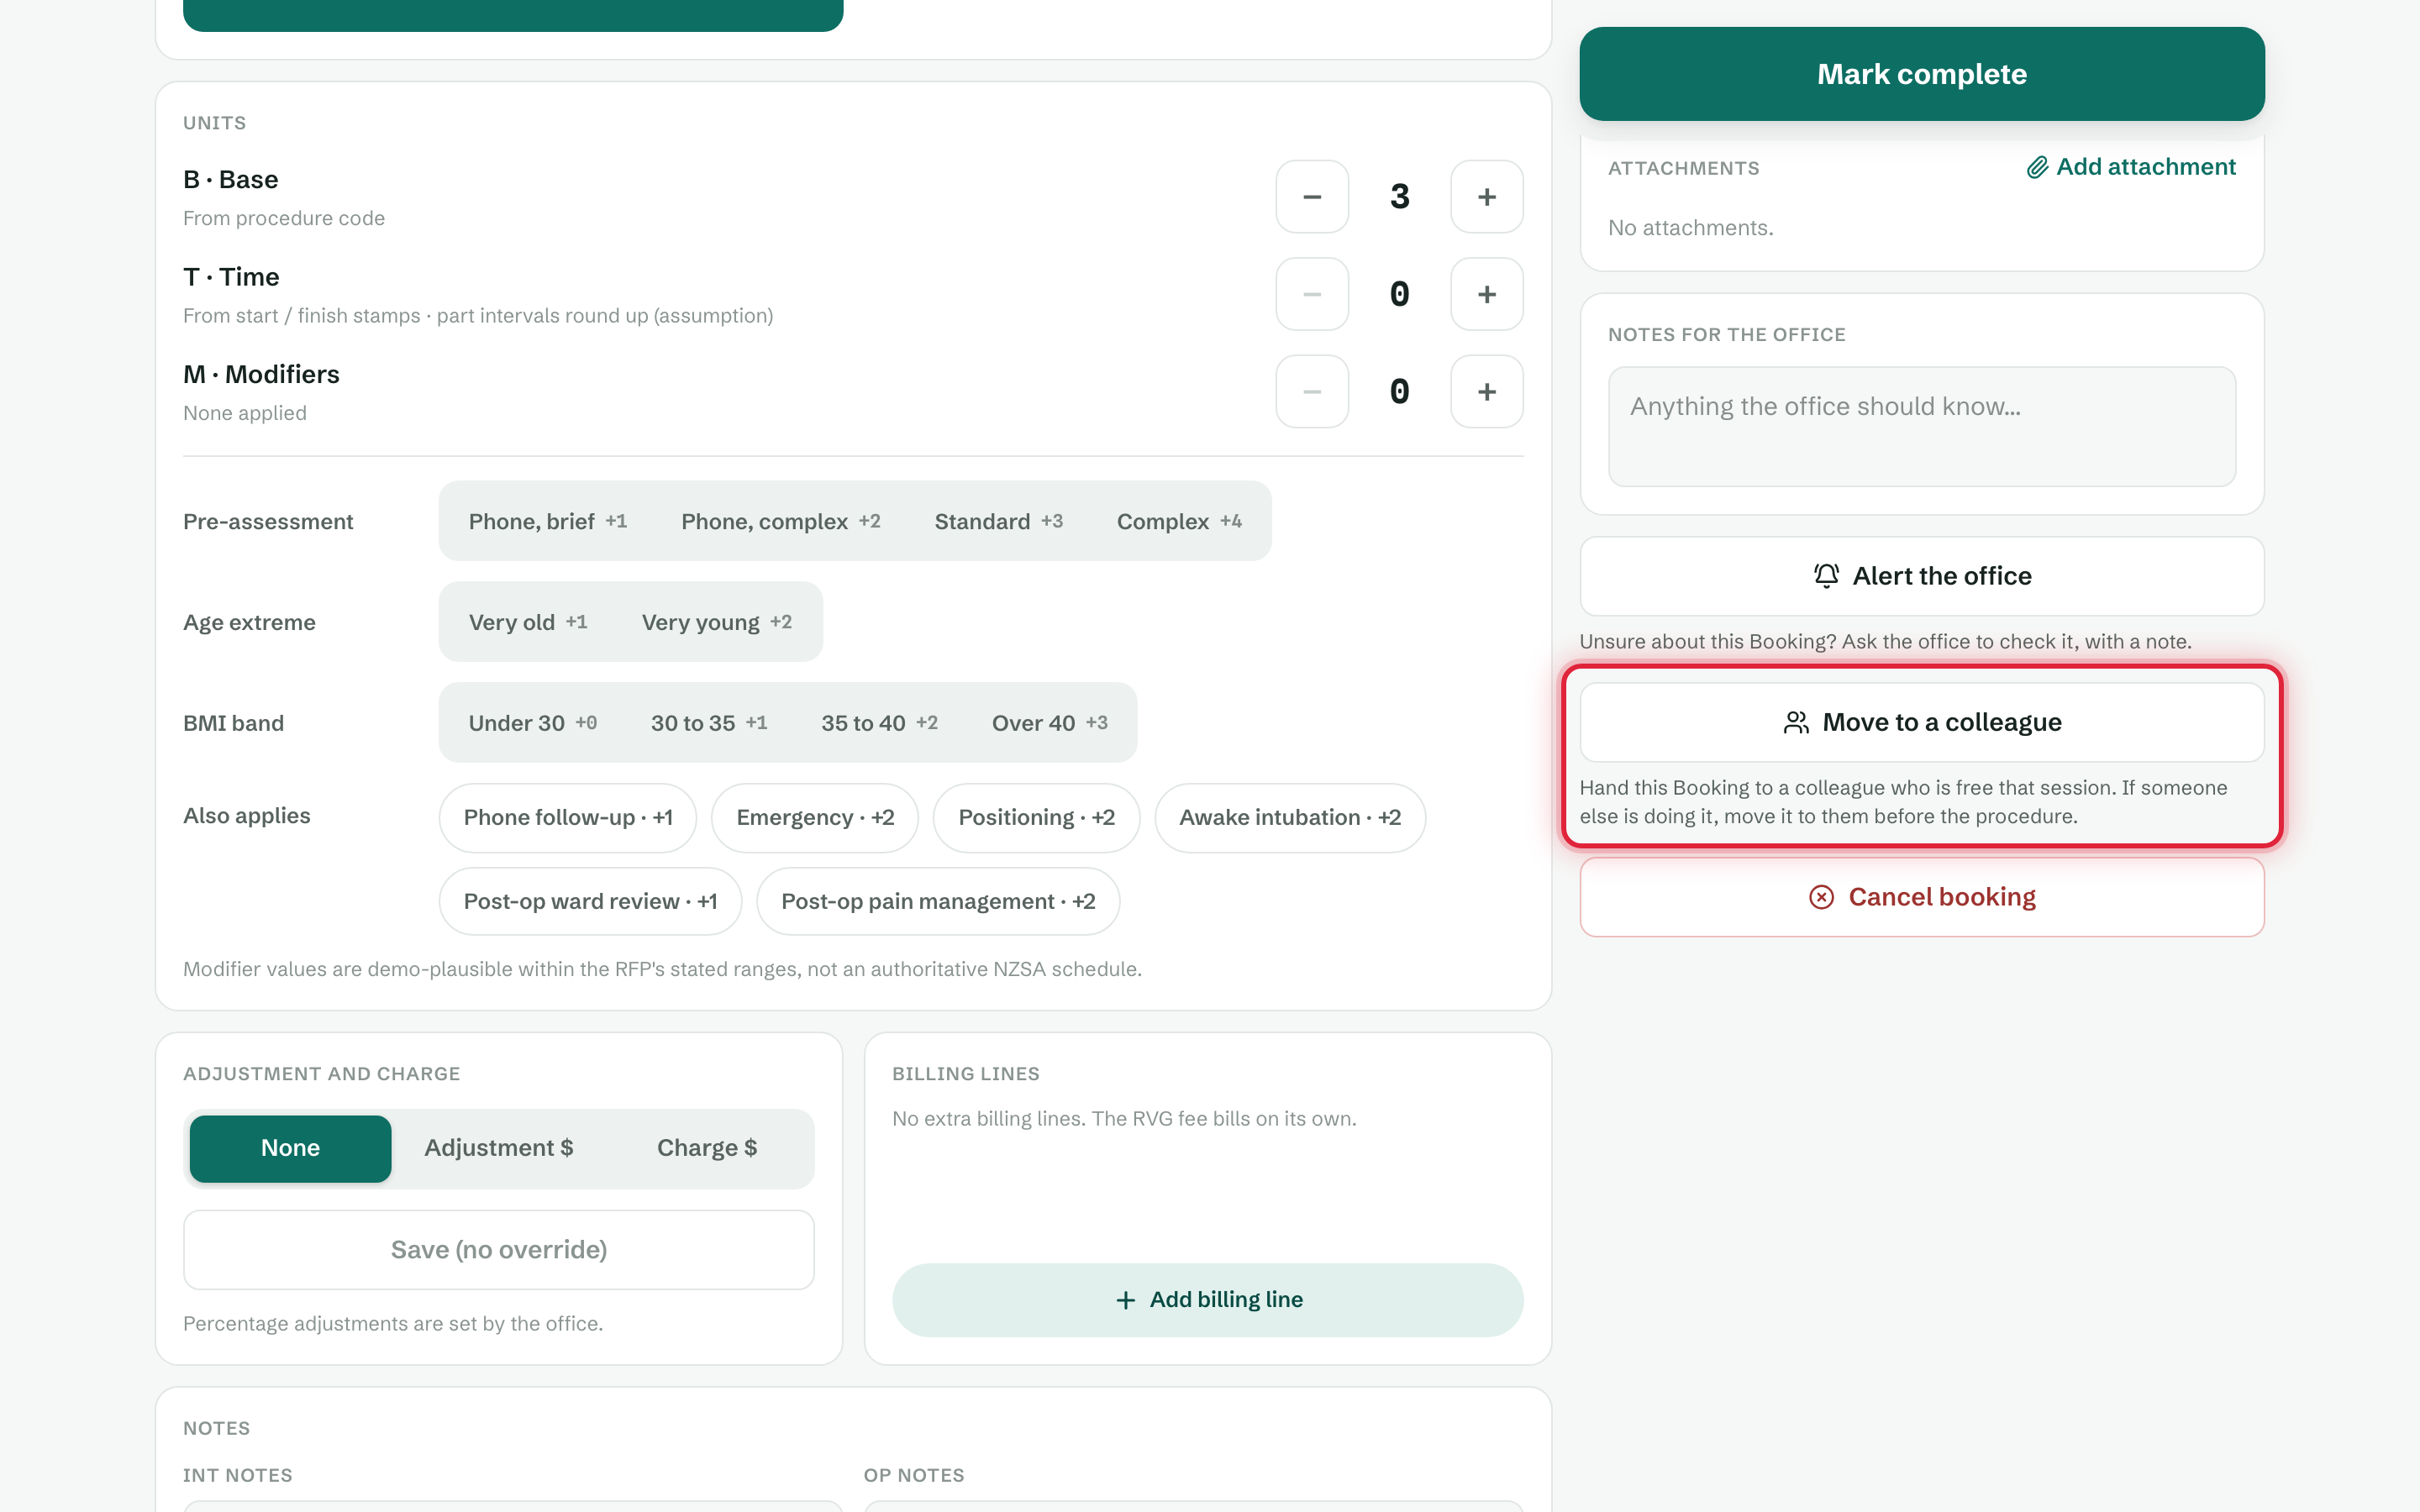 UNITS
B · Base
From procedure code
− 3 +
T · Time
From start / finish stamps · part intervals round up (assumption)
− 0 +
M · Modifiers
None applied
− 0 +
Pre-assessment
Phone, brief +1 Phone, complex +2 Standard +3 Complex +4
Age extreme
Very old +1 Very young +2
BMI band
Under 30 +0 30 to 35 +1 35 to 40 +2 Over 40 +3
Also applies
Phone follow-up · +1 Emergency · +2 Positioning · +2 Awake intubation · +2
Post-op ward review · +1 Post-op pain management · +2
Modifier values are demo-plausible within the RFP's stated ranges, not an authoritative NZSA schedule.
ADJUSTMENT AND CHARGE
None Adjustment $ Charge $
Save (no override)
Percentage adjustments are set by the office.
BILLING LINES
No extra billing lines. The RVG fee bills on its own.
+ Add billing line
NOTES
INT NOTES
OP NOTES
Mark complete
ATTACHMENTS
Add attachment
No attachments.
NOTES FOR THE OFFICE
Anything the office should know...
Alert the office
Unsure about this Booking? Ask the office to check it, with a note.
Move to a colleague
Hand this Booking to a colleague who is free that session. If someone
else is doing it, move it to them before the procedure.
Cancel booking